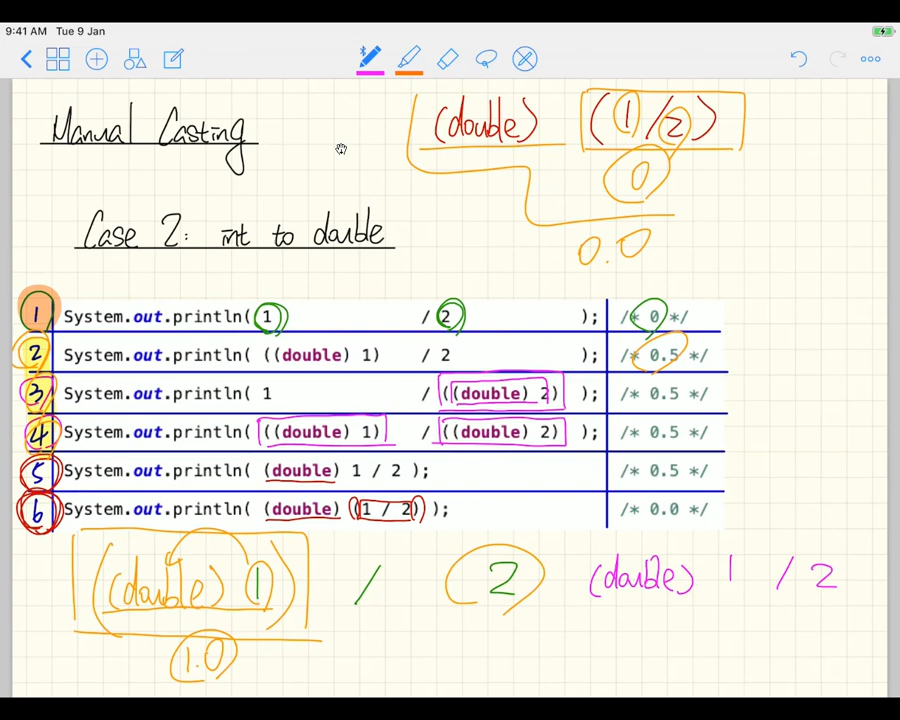 9:41 AM Tue 9 Jan
Manual Casting
(double) (1/2)
0
0.0
Case 2: int to double
1 System.out.println( 1 / 2 ); /* 0 */
2 System.out.println( ((double) 1) / 2 ); /* 0.5 */
3 System.out.println( 1 / ((double) 2) ); /* 0.5 */
4 System.out.println( ((double) 1) / ((double) 2) ); /* 0.5 */
5 System.out.println( (double) 1 / 2 ); /* 0.5 */
6 System.out.println( (double) (1 / 2) ); /* 0.0 */
((double) 1) / 2 (double) 1 / 2
1.0